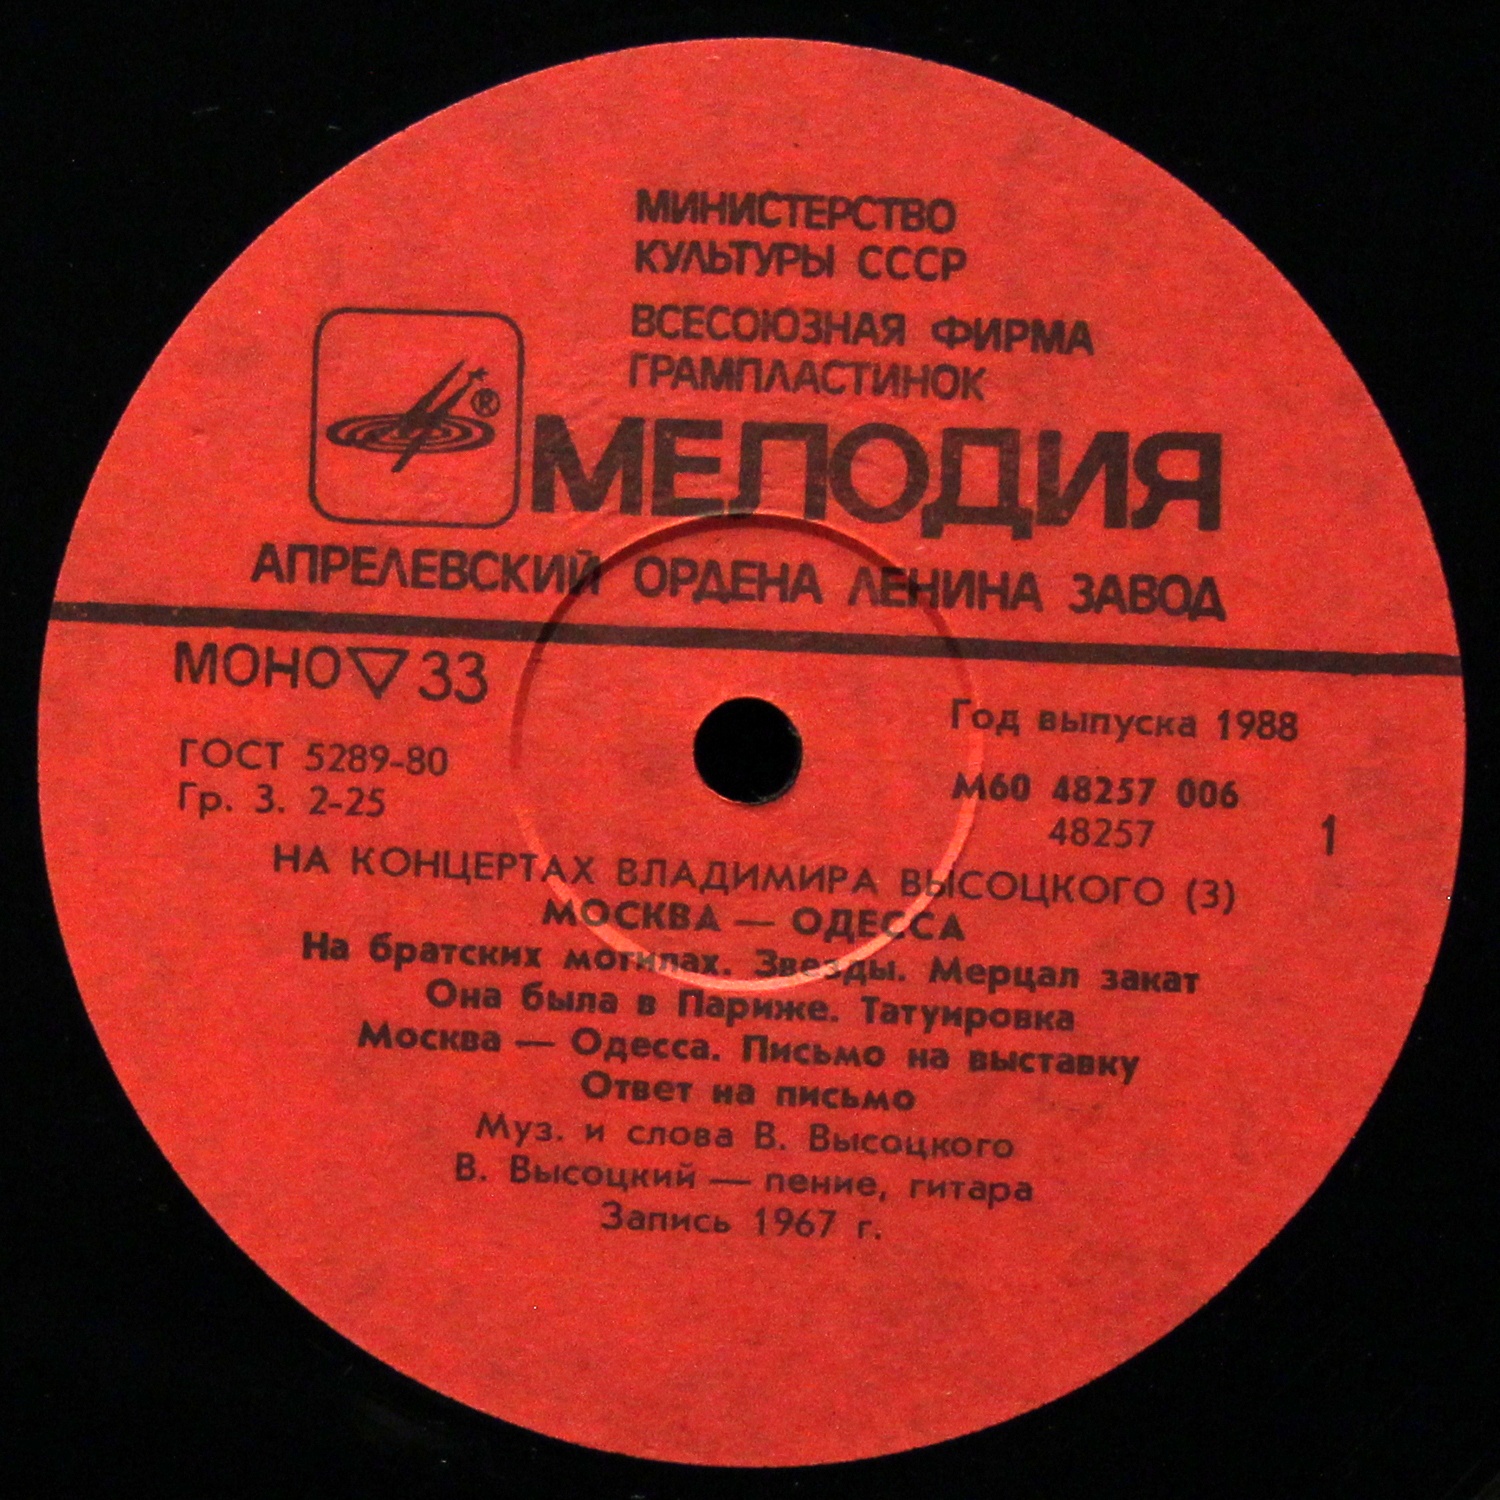 МИНИСТЕРСТВО
КУЛЬТУРЫ СССР
ВСЕСОЮЗНАЯ ФИРМА
ГРАМПЛАСТИНОК
®
МЕЛОДИЯ
АПРЕЛЕВСКИЙ ОРДЕНА ЛЕНИНА ЗАВОД
МОНО 33
Год выпуска 1988
ГОСТ 5289-80
Гр. 3. 2-25
М60 48257 006
48257
1
НА КОНЦЕРТАХ ВЛАДИМИРА ВЫСОЦКОГО (3)
МОСКВА — ОДЕССА
На братских могилах. Звезды. Мерцал закат
Она была в Париже. Татуировка
Москва — Одесса. Письмо на выставку
Ответ на письмо
Муз. и слова В. Высоцкого
В. Высоцкий — пение, гитара
Запись 1967 г.